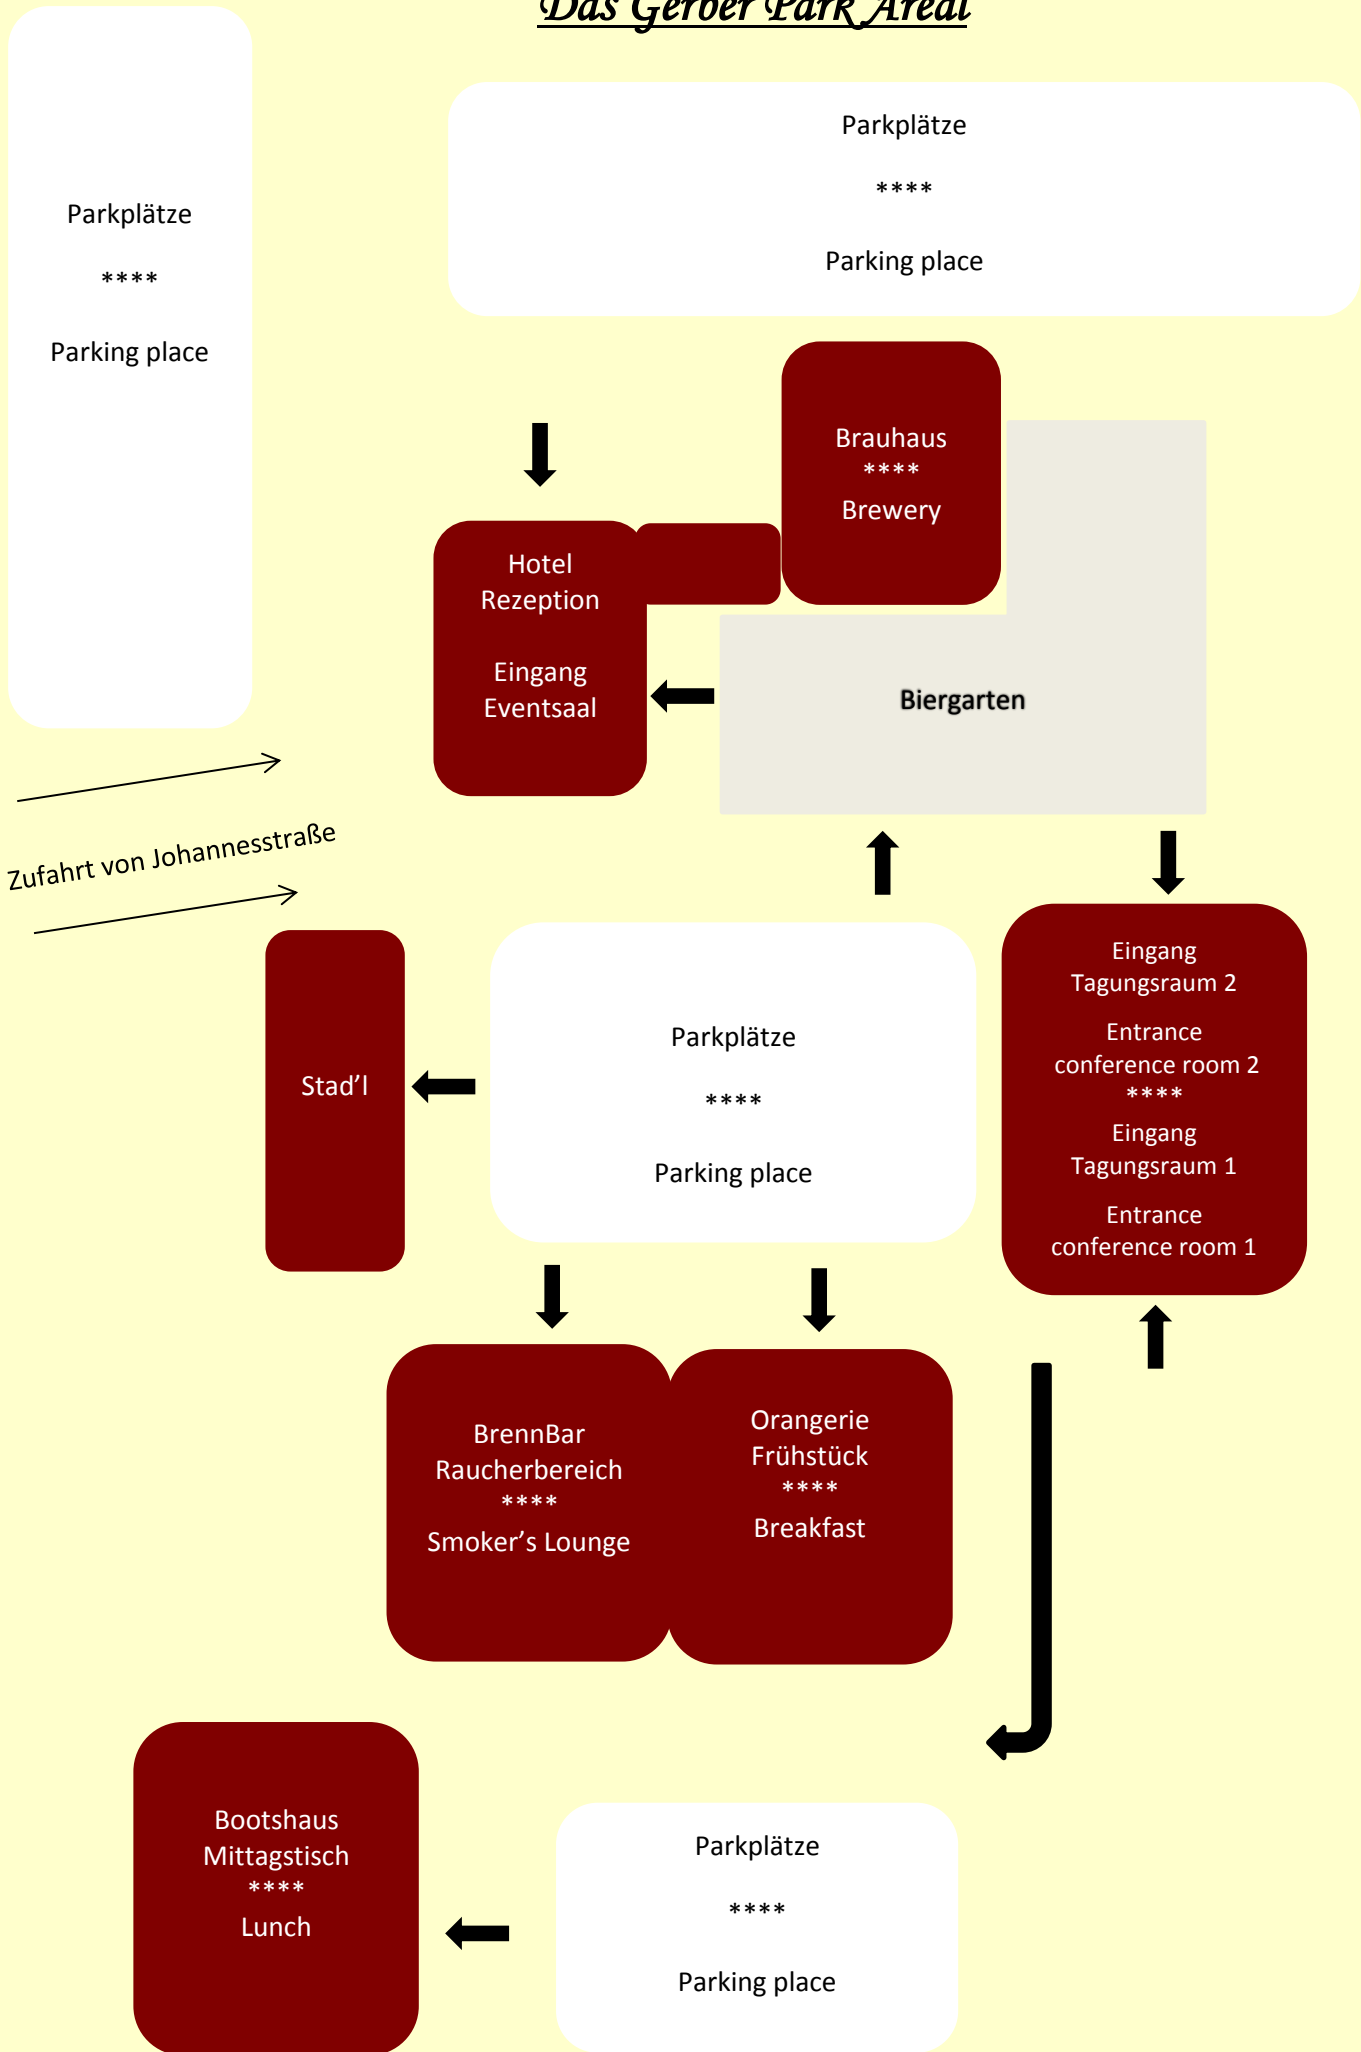 Das Gerber Park Areal
Parkplätze
****
Parking place
Parkplätze
****
Parking place
Brauhaus
****
Brewery
Hotel
Rezeption
Eingang
Eventsaal
Biergarten
Zufahrt von Johannesstraße
Stad’l
Parkplätze
****
Parking place
Eingang
Tagungsraum 2
Entrance
conference room 2
****
Eingang
Tagungsraum 1
Entrance
conference room 1
BrennBar
Raucherbereich
****
Smoker’s Lounge
Orangerie
Frühstück
****
Breakfast
Bootshaus
Mittagstisch
****
Lunch
Parkplätze
****
Parking place